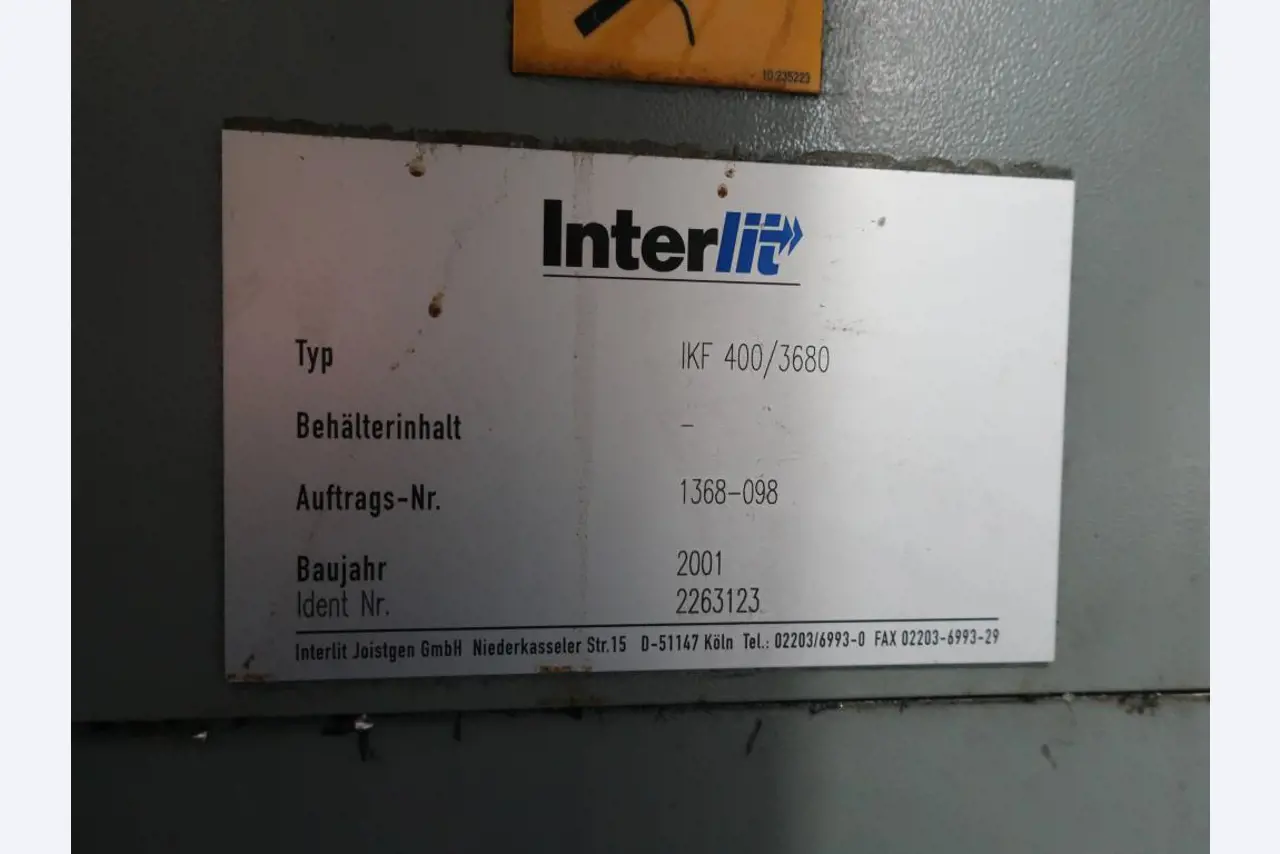 10 235223
Interlit
Typ IKF 400/3680
Behälterinhalt –
Auftrags-Nr. 1368-098
Baujahr 2001
Ident Nr. 2263123
Interlit Joistgen GmbH Niederkasseler Str.15 D-51147 Köln Tel.: 02203/6993-0 FAX 02203-6993-29